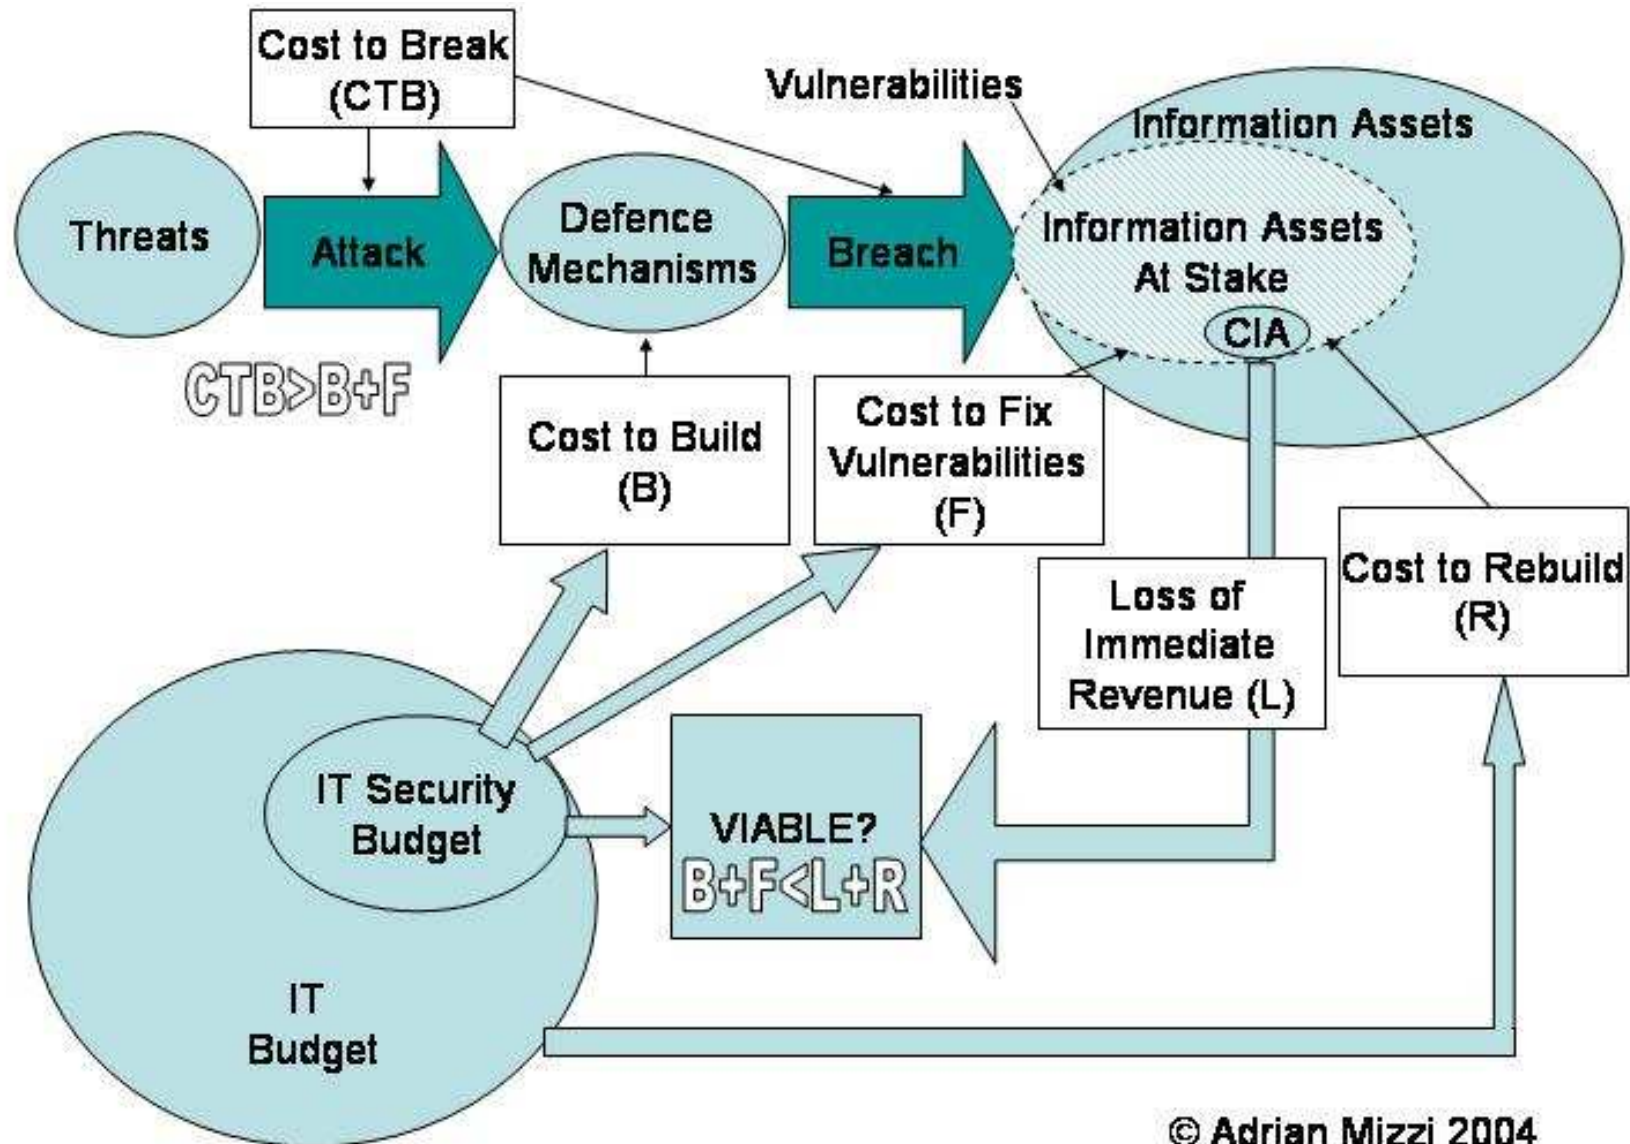 Cost to Break
(CTB)
Vulnerabilities
Information Assets
Threats
Attack
Defence
Mechanisms
Breach
Information Assets
At Stake
CIA
CTB>B+F
Cost to Build
(B)
Cost to Fix
Vulnerabilities
(F)
Loss of
Immediate
Revenue (L)
Cost to Rebuild
(R)
IT Security
Budget
VIABLE?
B+F<L+R
IT
Budget
© Adrian Mizzi 2004